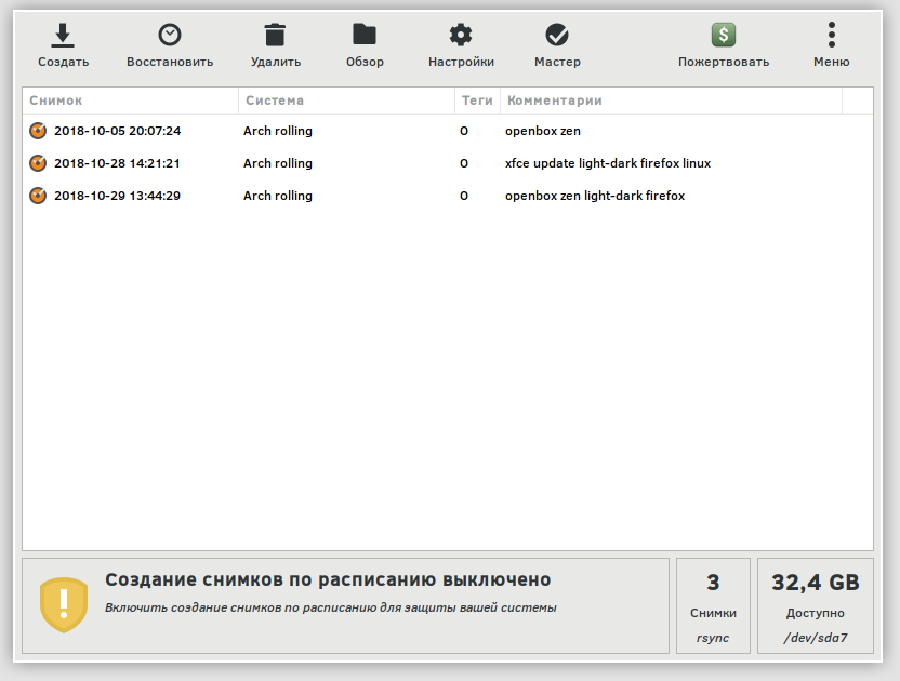 Создать Восстановить Удалить Обзор Настройки Мастер Пожертвовать Меню
Снимок Система Теги Комментарии
2018-10-05 20:07:24 Arch rolling O openbox zen
2018-10-28 14:21:21 Arch rolling O xfce update light-dark firefox linux
2018-10-29 13:44:29 Arch rolling O openbox zen light-dark firefox
Создание снимков по расписанию выключено
Включить создание снимков по расписанию для защиты вашей системы
3
Снимки
rsync
32,4 GB
Доступно
/dev/sda7